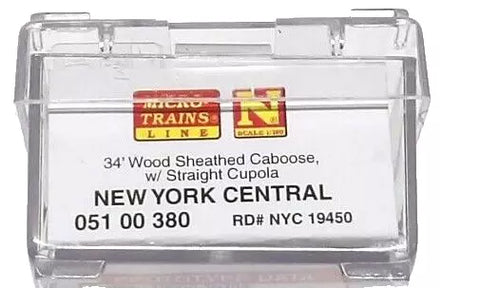 MICRO-
TRAINS
LINE
N
SCALE 1:160
34' Wood Sheathed Caboose,
w/ Straight Cupola
NEW YORK CENTRAL
051 00 380 RD# NYC 19450